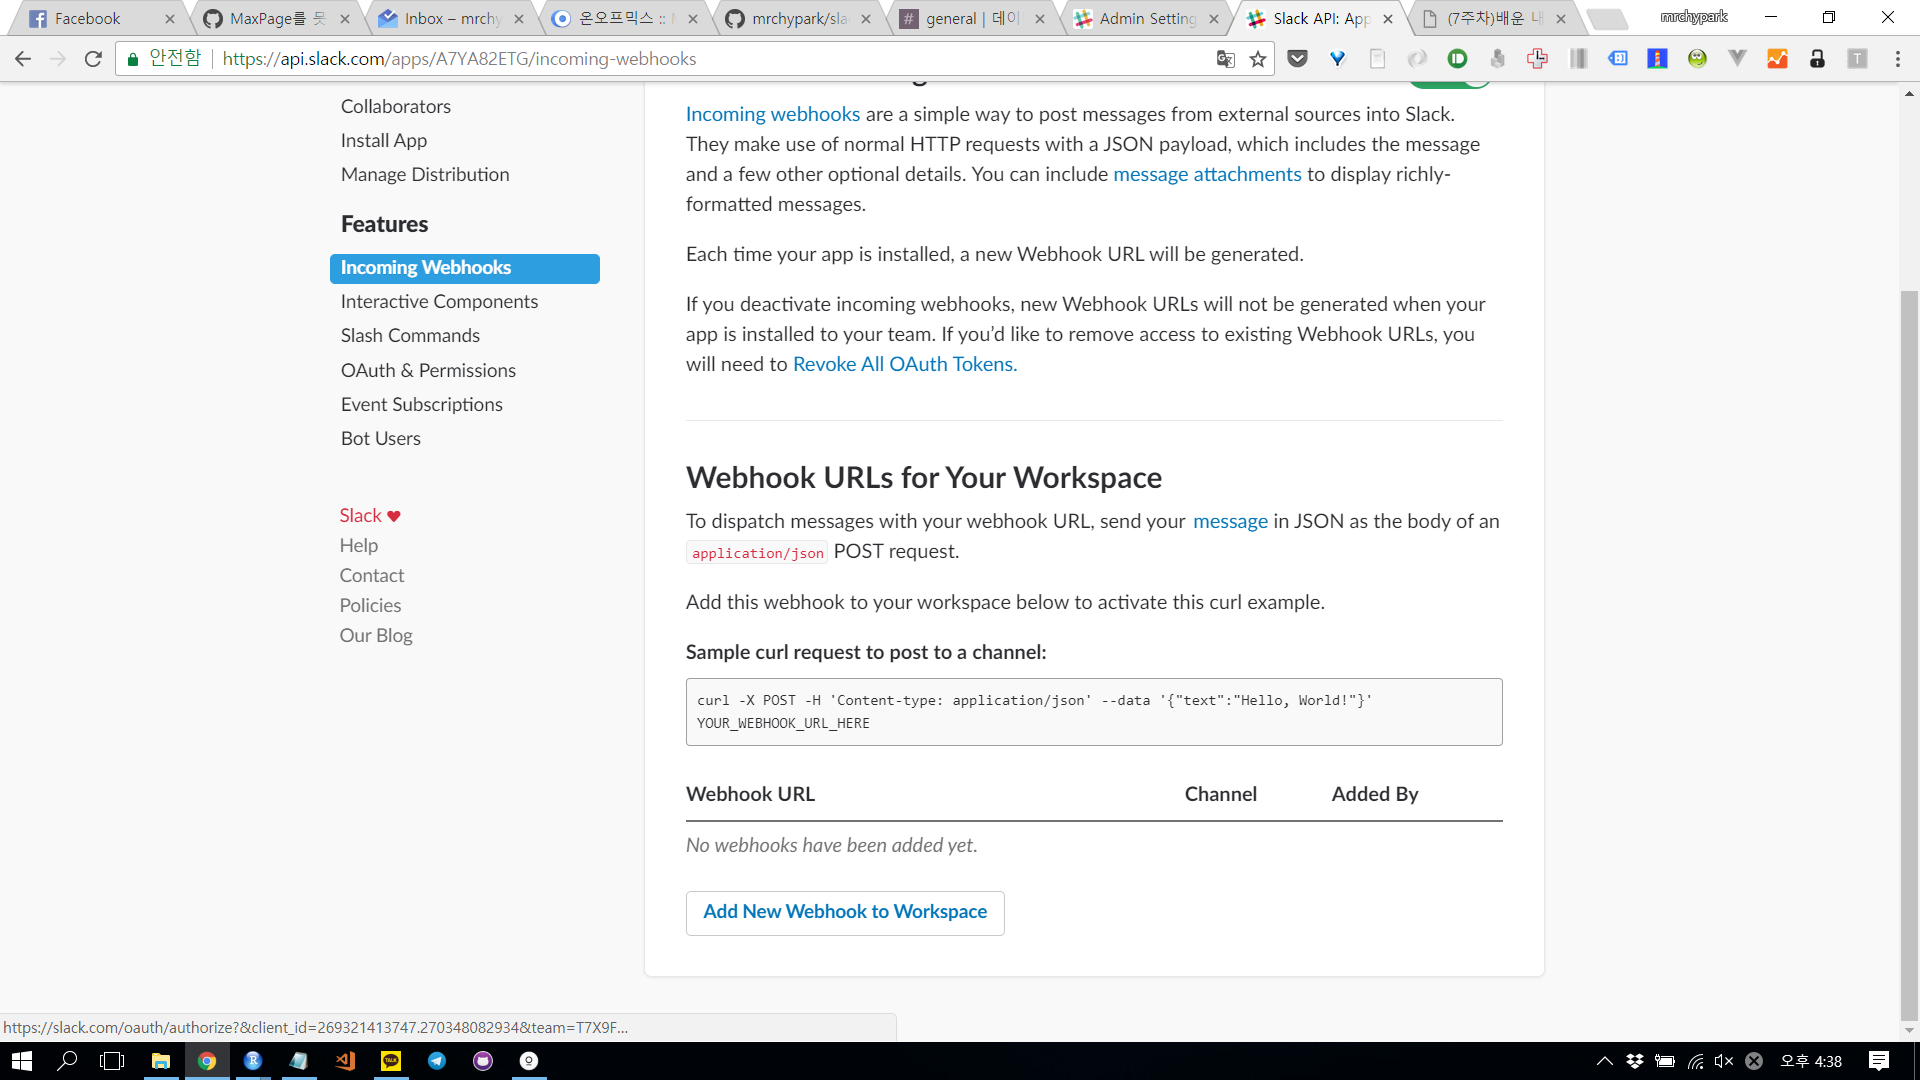 Facebook
MaxPage를 못
Inbox – mrchy
온오프믹스 ::
mrchypark/sla
general | 데이
Admin Setting
Slack API: App
(7주차)배운 내
mrchypark
안전함
https://api.slack.com/apps/A7YA82ETG/incoming-webhooks
Collaborators
Install App
Manage Distribution
Features
Incoming Webhooks
Interactive Components
Slash Commands
OAuth & Permissions
Event Subscriptions
Bot Users
Slack ♥
Help
Contact
Policies
Our Blog
Incoming webhooks are a simple way to post messages from external sources into Slack.
They make use of normal HTTP requests with a JSON payload, which includes the message
and a few other optional details. You can include message attachments to display richly-
formatted messages.
Each time your app is installed, a new Webhook URL will be generated.
If you deactivate incoming webhooks, new Webhook URLs will not be generated when your
app is installed to your team. If you’d like to remove access to existing Webhook URLs, you
will need to Revoke All OAuth Tokens.
Webhook URLs for Your Workspace
To dispatch messages with your webhook URL, send your message in JSON as the body of an
application/json POST request.
Add this webhook to your workspace below to activate this curl example.
Sample curl request to post to a channel:
curl -X POST -H 'Content-type: application/json' --data '{"text":"Hello, World!"}'
YOUR_WEBHOOK_URL_HERE
Webhook URL Channel Added By
No webhooks have been added yet.
Add New Webhook to Workspace
https://slack.com/oauth/authorize?&client_id=269321413747.270348082934&team=T7X9F...
오후 4:38